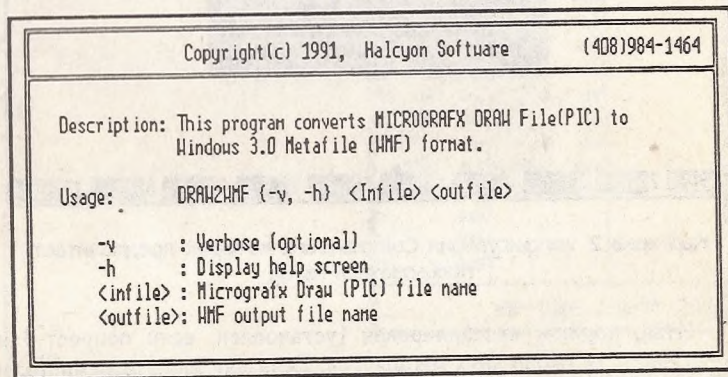 Copyright(c) 1991, Halcyon Software (408)984-1464
Description: This program converts MICROGRAFX DRAW File(PIC) to
Windows 3.0 Metafile (WMF) format.
Usage: DRAW2WMF {-v, -h} <Infile> <outfile>
-v : Verbose (optional)
-h : Display help screen
<infile> : Micrografx Draw (PIC) file name
<outfile>: WMF output file name